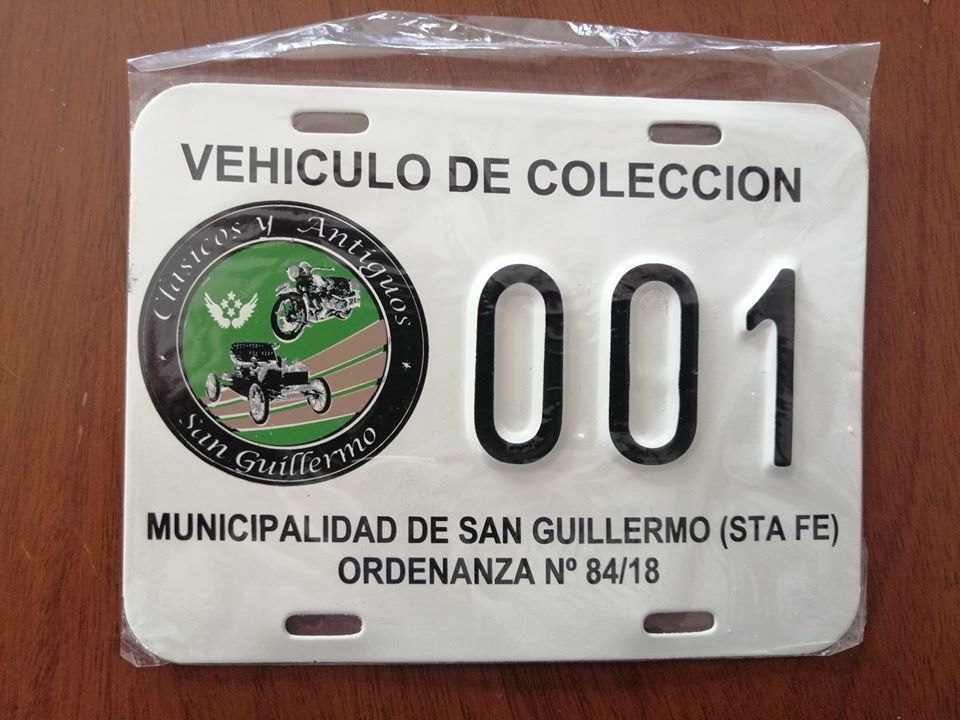 VEHICULO DE COLECCION
Clasicos y Antiguos
San Guillermo
001
MUNICIPALIDAD DE SAN GUILLERMO (STA FE)
ORDENANZA Nº 84/18